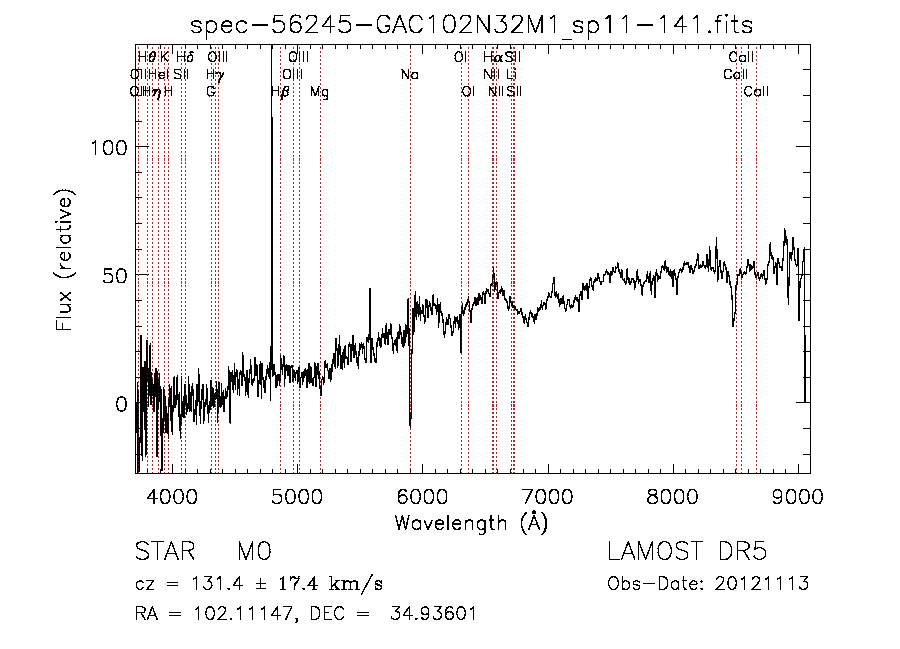 spec-56245-GAC102N32M1_sp11-141.fits
Hθ K Hδ OIII OIII OI Hα SII CaII
OII HeI SII Hγ OIII Na NII Li CaII
OII Hη H G Hβ Mg OI NII SII CaII
100
50
0
Flux (relative)
4000 5000 6000 7000 8000 9000
Wavelength (Å)
STAR M0 LAMOST DR5
cz = 131.4 ± 17.4 km/s Obs-Date: 20121113
RA = 102.11147, DEC = 34.93601